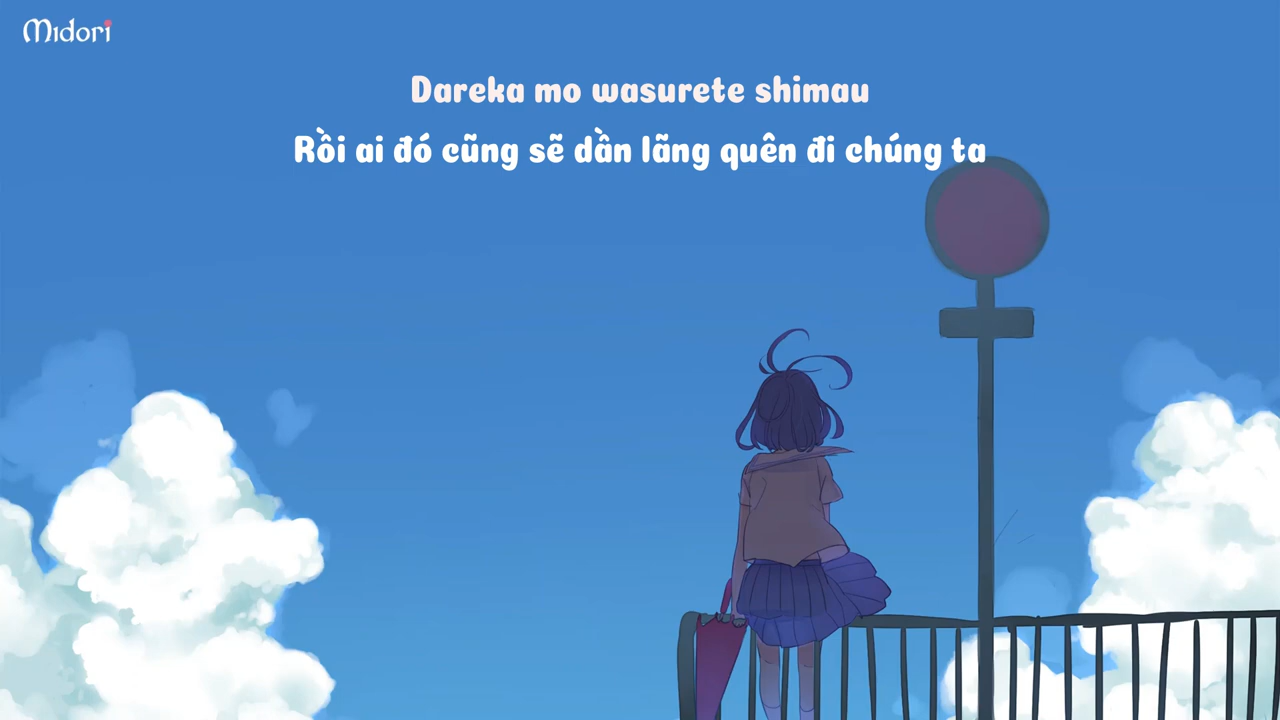 Midori
Dareka mo wasurete shimau
Rồi ai đó cũng sẽ dần lãng quên đi chúng ta